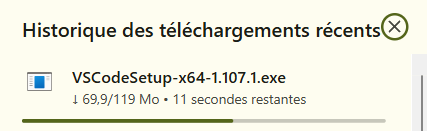 Historique des téléchargements récents
VSCodeSetup-x64-1.107.1.exe
↓ 69,9/119 Mo • 11 secondes restantes